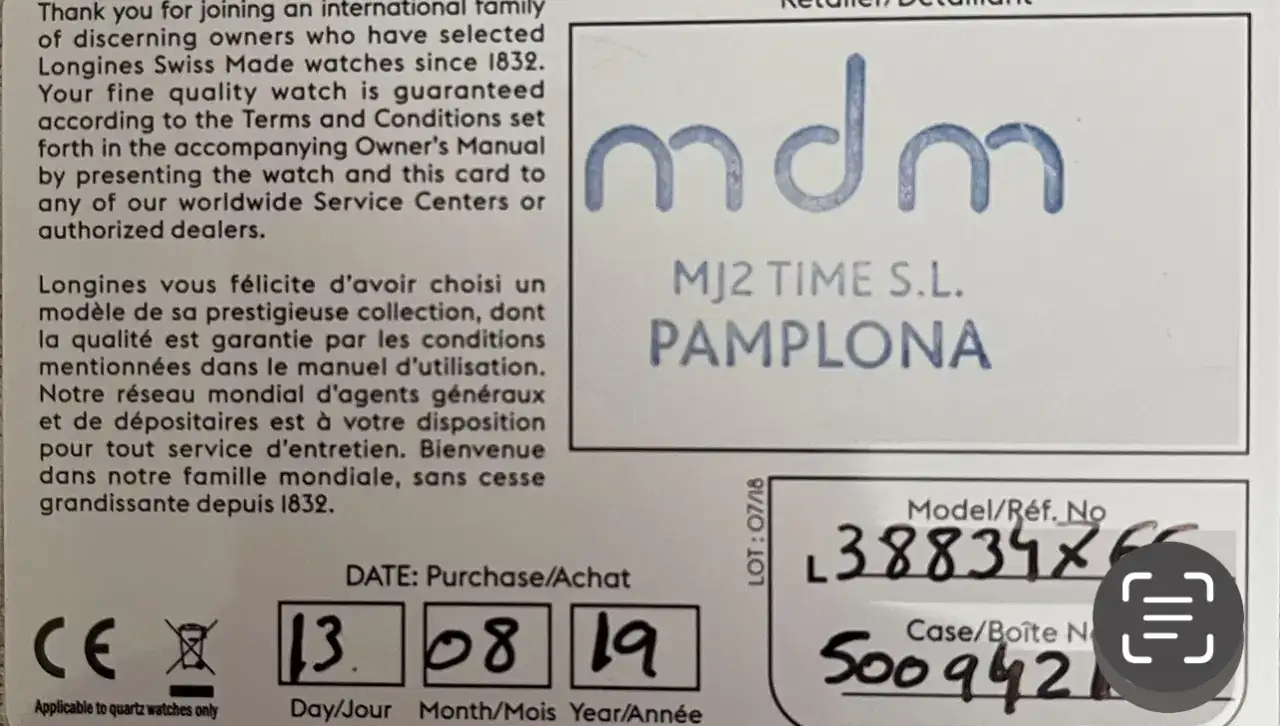 Thank you for joining an international family
of discerning owners who have selected
Longines Swiss Made watches since 1832.
Your fine quality watch is guaranteed
according to the Terms and Conditions set
forth in the accompanying Owner's Manual
by presenting the watch and this card to
any of our worldwide Service Centers or
authorized dealers.
Longines vous félicite d'avoir choisi un
modèle de sa prestigieuse collection, dont
la qualité est garantie par les conditions
mentionnées dans le manuel d'utilisation.
Notre réseau mondial d'agents généraux
et de dépositaires est à votre disposition
pour tout service d'entretien. Bienvenue
dans notre famille mondiale, sans cesse
grandissante depuis 1832.
Retailer/Détaillant
mdm
MJ2 TIME S.L.
PAMPLONA
LOT : 07/18
Model/Réf. No
L38834X
Case/Boîte
5009421
DATE: Purchase/Achat
13. 08 19
Day/Jour Month/Mois Year/Année
CE
Applicable to quartz watches only